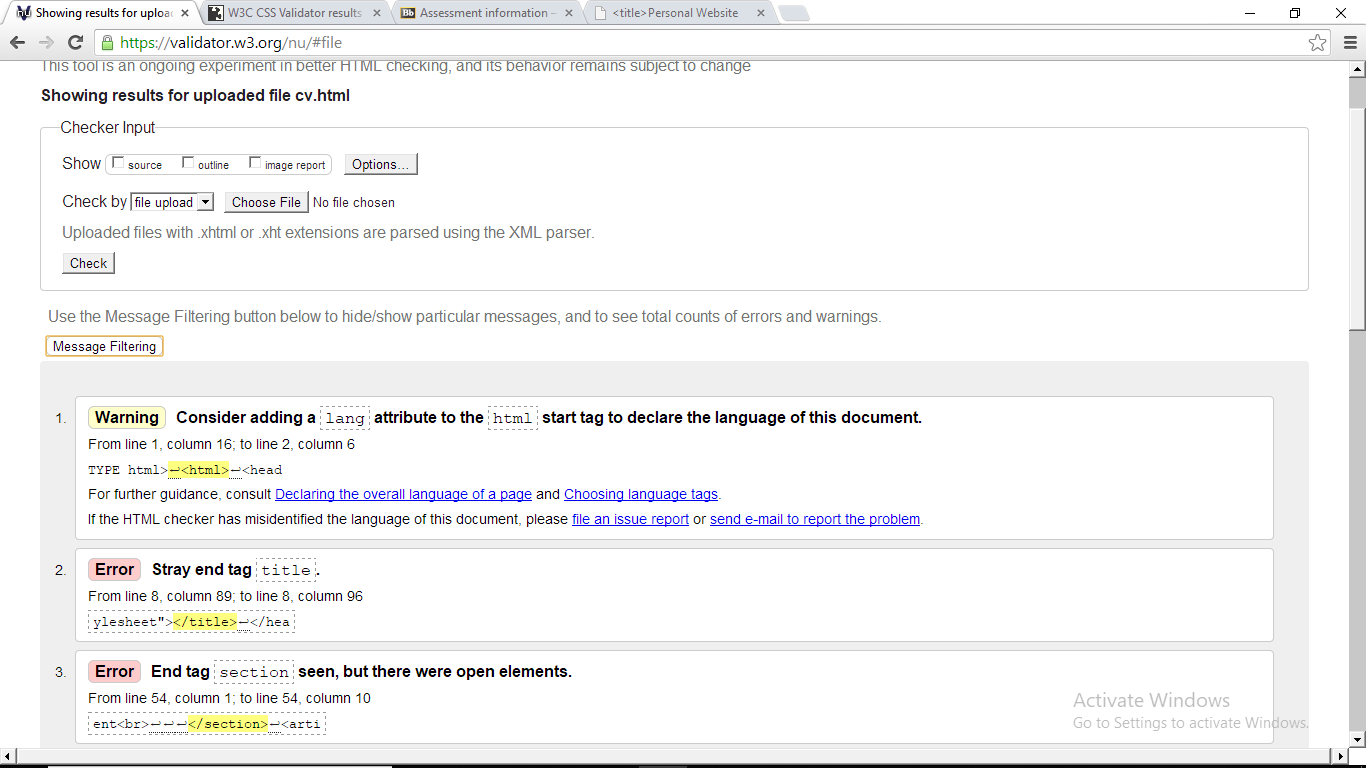 Showing results for uploa
W3C CSS Validator results
Bb Assessment information –
<title>Personal Website
https://validator.w3.org/nu/#file
This tool is an ongoing experiment in better HTML checking, and its behavior remains subject to change
Showing results for uploaded file cv.html
Checker Input
Show source outline image report Options...
Check by file upload Choose File No file chosen
Uploaded files with .xhtml or .xht extensions are parsed using the XML parser.
Check
Use the Message Filtering button below to hide/show particular messages, and to see total counts of errors and warnings.
Message Filtering
1. Warning Consider adding a lang attribute to the html start tag to declare the language of this document.
From line 1, column 16; to line 2, column 6
TYPE html>↩<html>↩<head
For further guidance, consult Declaring the overall language of a page and Choosing language tags.
If the HTML checker has misidentified the language of this document, please file an issue report or send e-mail to report the problem.
2. Error Stray end tag title.
From line 8, column 89; to line 8, column 96
ylesheet"></title>↩</hea
3. Error End tag section seen, but there were open elements.
From line 54, column 1; to line 54, column 10
ent<br>↩↩↩</section>↩<arti
Activate Windows
Go to Settings to activate Windows.